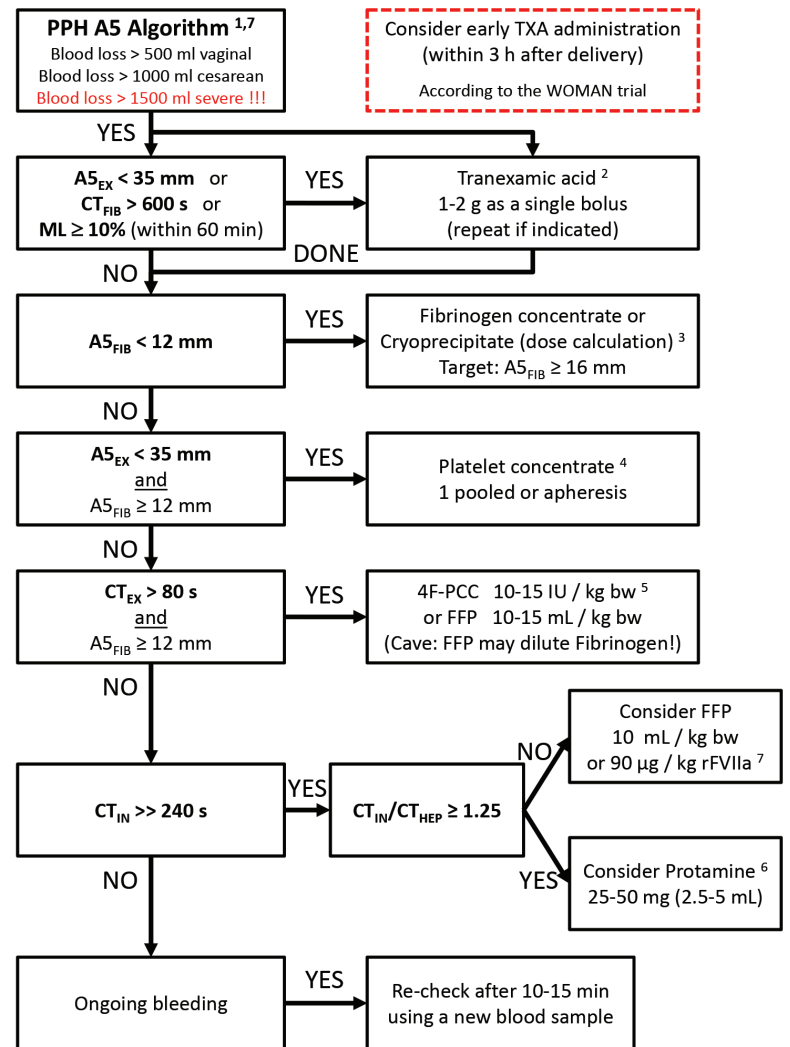 PPH A5 Algorithm 1,7
Blood loss > 500 ml vaginal
Blood loss > 1000 ml cesarean
Blood loss > 1500 ml severe !!!
Consider early TXA administration
(within 3 h after delivery)
According to the WOMAN trial
YES
A5EX < 35 mm or
CTFIB > 600 s or
ML ≥ 10% (within 60 min)
YES
Tranexamic acid 2
1-2 g as a single bolus
(repeat if indicated)
DONE
NO
A5FIB < 12 mm
YES
Fibrinogen concentrate or
Cryoprecipitate (dose calculation) 3
Target: A5FIB ≥ 16 mm
NO
A5EX < 35 mm
and
A5FIB ≥ 12 mm
YES
Platelet concentrate 4
1 pooled or apheresis
NO
CTEX > 80 s
and
A5FIB ≥ 12 mm
YES
4F-PCC 10-15 IU / kg bw 5
or FFP 10-15 mL / kg bw
(Cave: FFP may dilute Fibrinogen!)
NO
CTIN >> 240 s
YES
CTIN/CTHEP ≥ 1.25
NO
Consider FFP
10 mL / kg bw
or 90 µg / kg rFVIIa 7
YES
Consider Protamine 6
25-50 mg (2.5-5 mL)
NO
Ongoing bleeding
YES
Re-check after 10-15 min
using a new blood sample